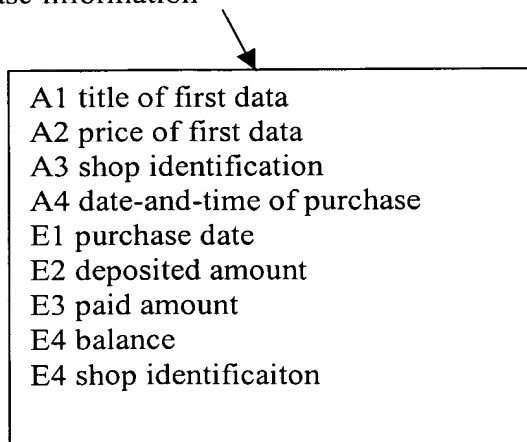 information
A1 title of first data
A2 price of first data
A3 shop identification
A4 date-and-time of purchase
E1 purchase date
E2 deposited amount
E3 paid amount
E4 balance
E4 shop identificaiton